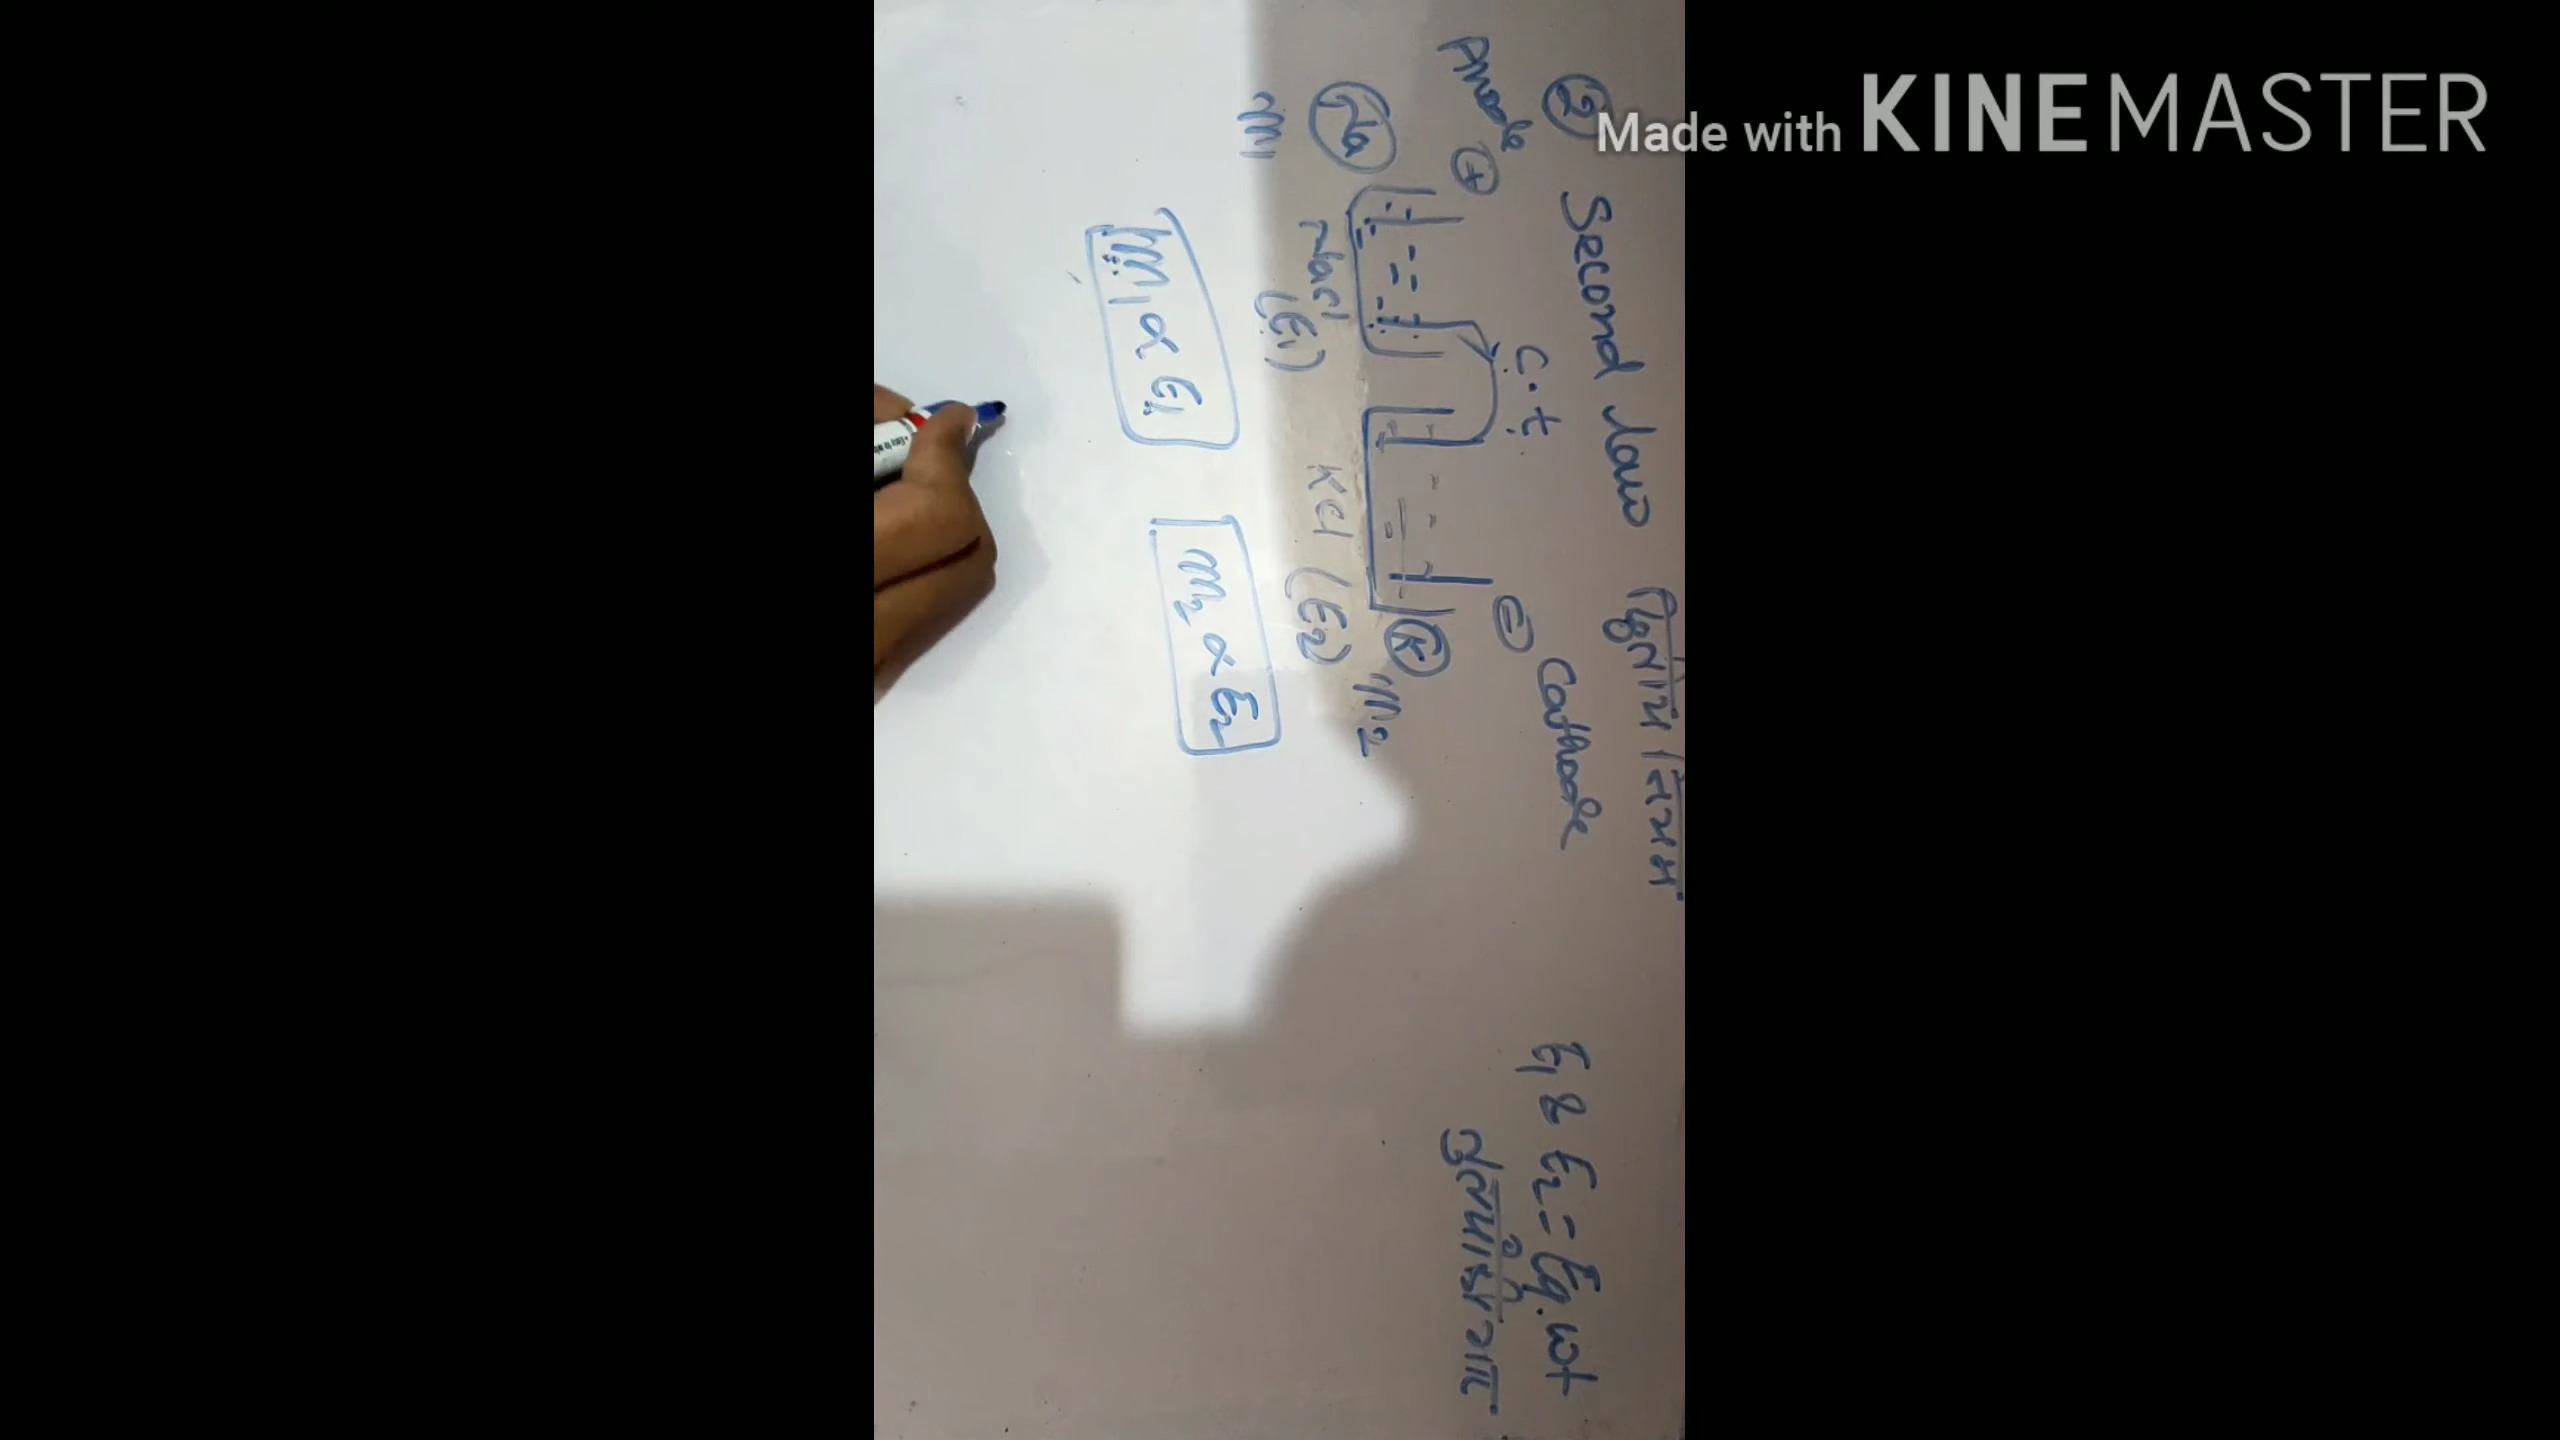 ② Second law द्वितीय नियम
Anode ⊕ C.t ⊖ Cathode
E1 & E2 = Eq.wt
तुल्यांकी भार
Na K
m1 NaCl KCl m2
(E1) (E2)
m1 ∝ E1 m2 ∝ E2
Made with KINEMASTER